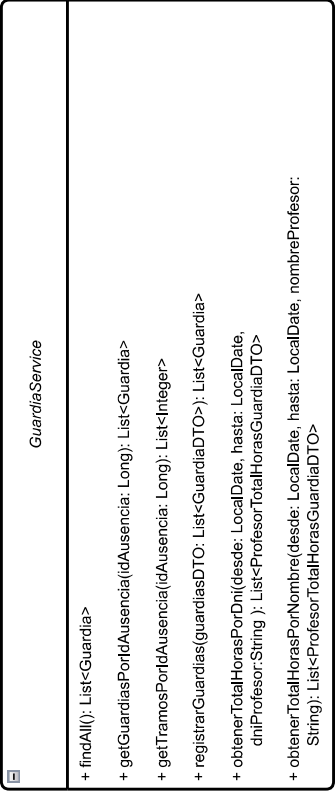 GuardiaService
+ findAll(): List<Guardia>
+ getGuardiasPorIdAusencia(idAusencia: Long): List<Guardia>
+ getTramosPorIdAusencia(idAusencia: Long): List<Integer>
+ registrarGuardias(guardiasDTO: List<GuardiaDTO>): List<Guardia>
+ obtenerTotalHorasPorDni(desde: LocalDate, hasta: LocalDate,
dniProfesor:String ): List<ProfesorTotalHorasGuardiaDTO>
+ obtenerTotalHorasPorNombre(desde: LocalDate, hasta: LocalDate, nombreProfesor:
String): List<ProfesorTotalHorasGuardiaDTO>